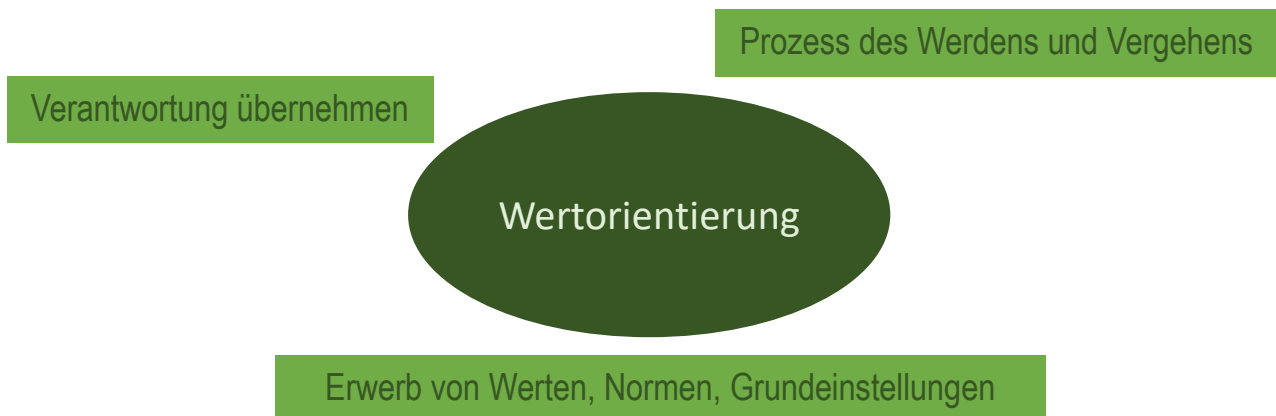 Prozess des Werdens und Vergehens
Verantwortung übernehmen
Wertorientierung
Erwerb von Werten, Normen, Grundeinstellungen